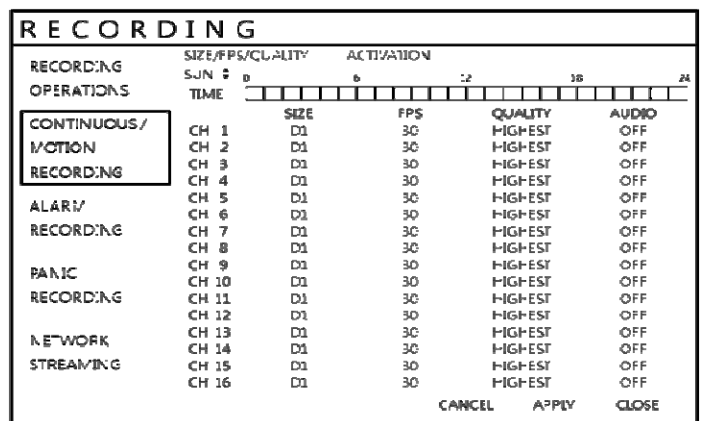 RECORDING
SIZE/FPS/QUALITY ACTIVATION
SUN 0 6 12 18 24
TIME
RECORDING
OPERATIONS
CONTINUOUS/
MOTION
RECORDING
ALARM
RECORDING
PANIC
RECORDING
NETWORK
STREAMING
SIZE FPS QUALITY AUDIO
CH 1 D1 30 HIGHEST OFF
CH 2 D1 30 HIGHEST OFF
CH 3 D1 30 HIGHEST OFF
CH 4 D1 30 HIGHEST OFF
CH 5 D1 30 HIGHEST OFF
CH 6 D1 30 HIGHEST OFF
CH 7 D1 30 HIGHEST OFF
CH 8 D1 30 HIGHEST OFF
CH 9 D1 30 HIGHEST OFF
CH 10 D1 30 HIGHEST OFF
CH 11 D1 30 HIGHEST OFF
CH 12 D1 30 HIGHEST OFF
CH 13 D1 30 HIGHEST OFF
CH 14 D1 30 HIGHEST OFF
CH 15 D1 30 HIGHEST OFF
CH 16 D1 30 HIGHEST OFF
CANCEL APPLY CLOSE